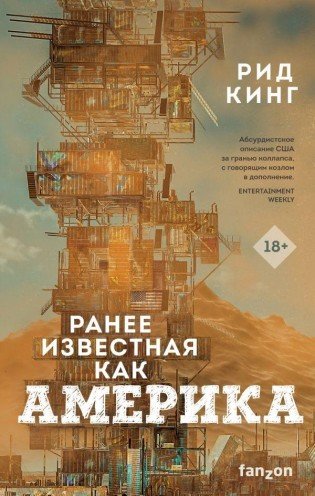 РИД
КИНГ
Абсурдистское
описание США
за гранью коллапса,
с говорящим козлом
в дополнение.
ENTERTAINMENT
WEEKLY
18+
РАНЕЕ
ИЗВЕСТНАЯ
КАК
АМЕРИКА
fanzon